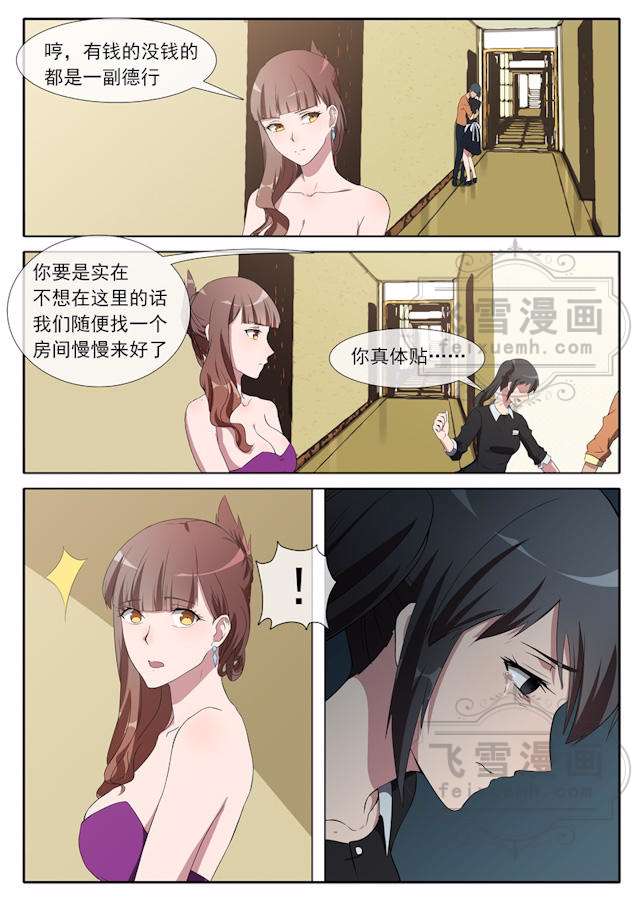 哼，有钱的没钱的
都是一副德行
你要是实在
不想在这里的话
我们随便找一个
房间慢慢来好了
飞雪漫画
feixuemh.com
你真体贴……
！
飞雪漫画
feixuemh.com